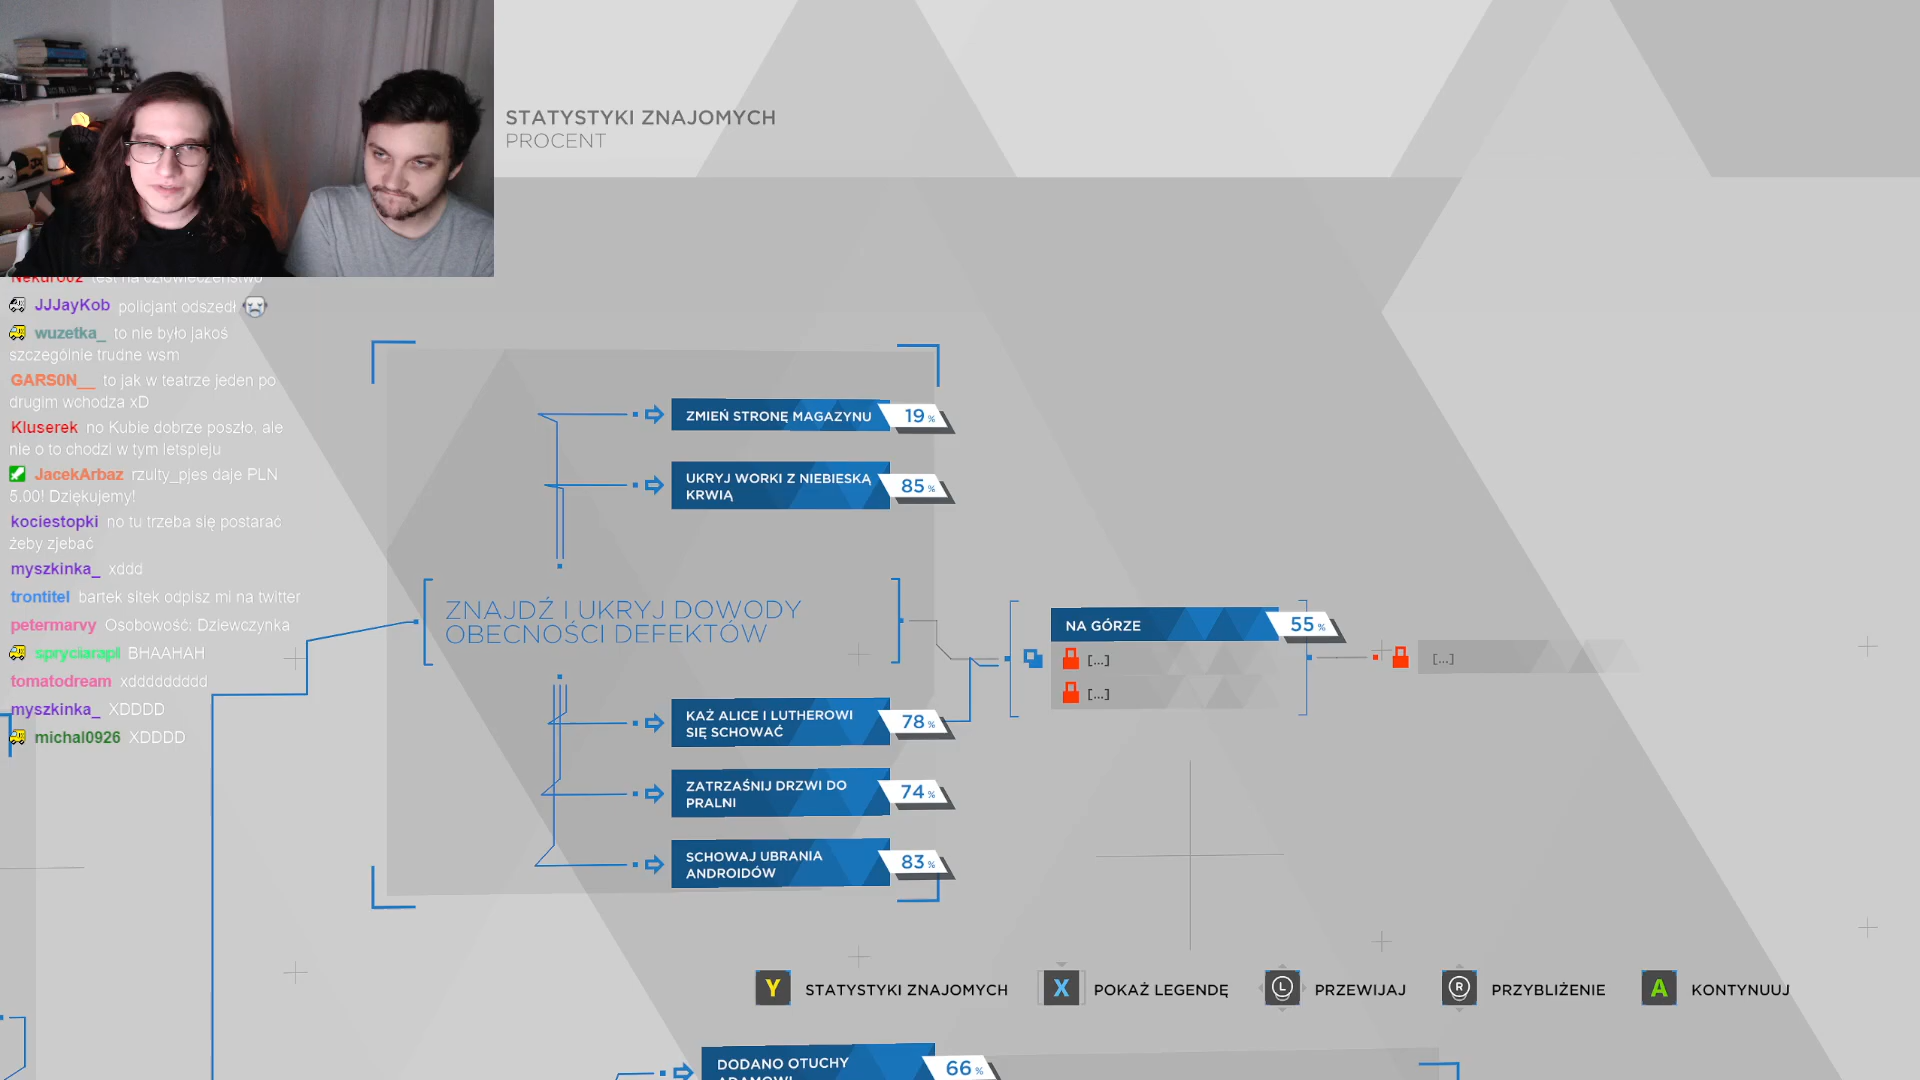 STATYSTYKI ZNAJOMYCH
PROCENT
JJJayKob policjant odszedł
wuzetka_ to nie było jakoś
szczególnie trudne wsm
GARS0N__ to jak w teatrze jeden po
drugim wchodza xD
Kluserek no Kubie dobrze poszło, ale
nie o to chodzi w tym letspleju
JacekArbaz rzulty_pjes daje PLN
5.00! Dziękujemy!
kociestopki no tu trzeba się postarać
żeby zjebać
myszkinka_ xddd
trontitel bartek sitek odpisz mi na twitter
petermarvy Osobowość: Dziewczynka
spryciarapl BHAAHAH
tomatodream xddddddddd
myszkinka_ XDDDD
michal0926 XDDDD
ZMIEŃ STRONĘ MAGAZYNU 19 %
UKRYJ WORKI Z NIEBIESKĄ
KRWIĄ 85 %
ZNAJDŹ I UKRYJ DOWODY
OBECNOŚCI DEFEKTÓW
KAŻ ALICE I LUTHEROWI
SIĘ SCHOWAĆ 78 %
ZATRZAŚNIJ DRZWI DO
PRALNI 74 %
SCHOWAJ UBRANIA
ANDROIDÓW 83 %
NA GÓRZE 55 %
[...]
[...]
[...]
Y STATYSTYKI ZNAJOMYCH
X POKAŻ LEGENDĘ
L PRZEWIJAJ
R PRZYBLIŻENIE
A KONTYNUUJ
DODANO OTUCHY
66 %